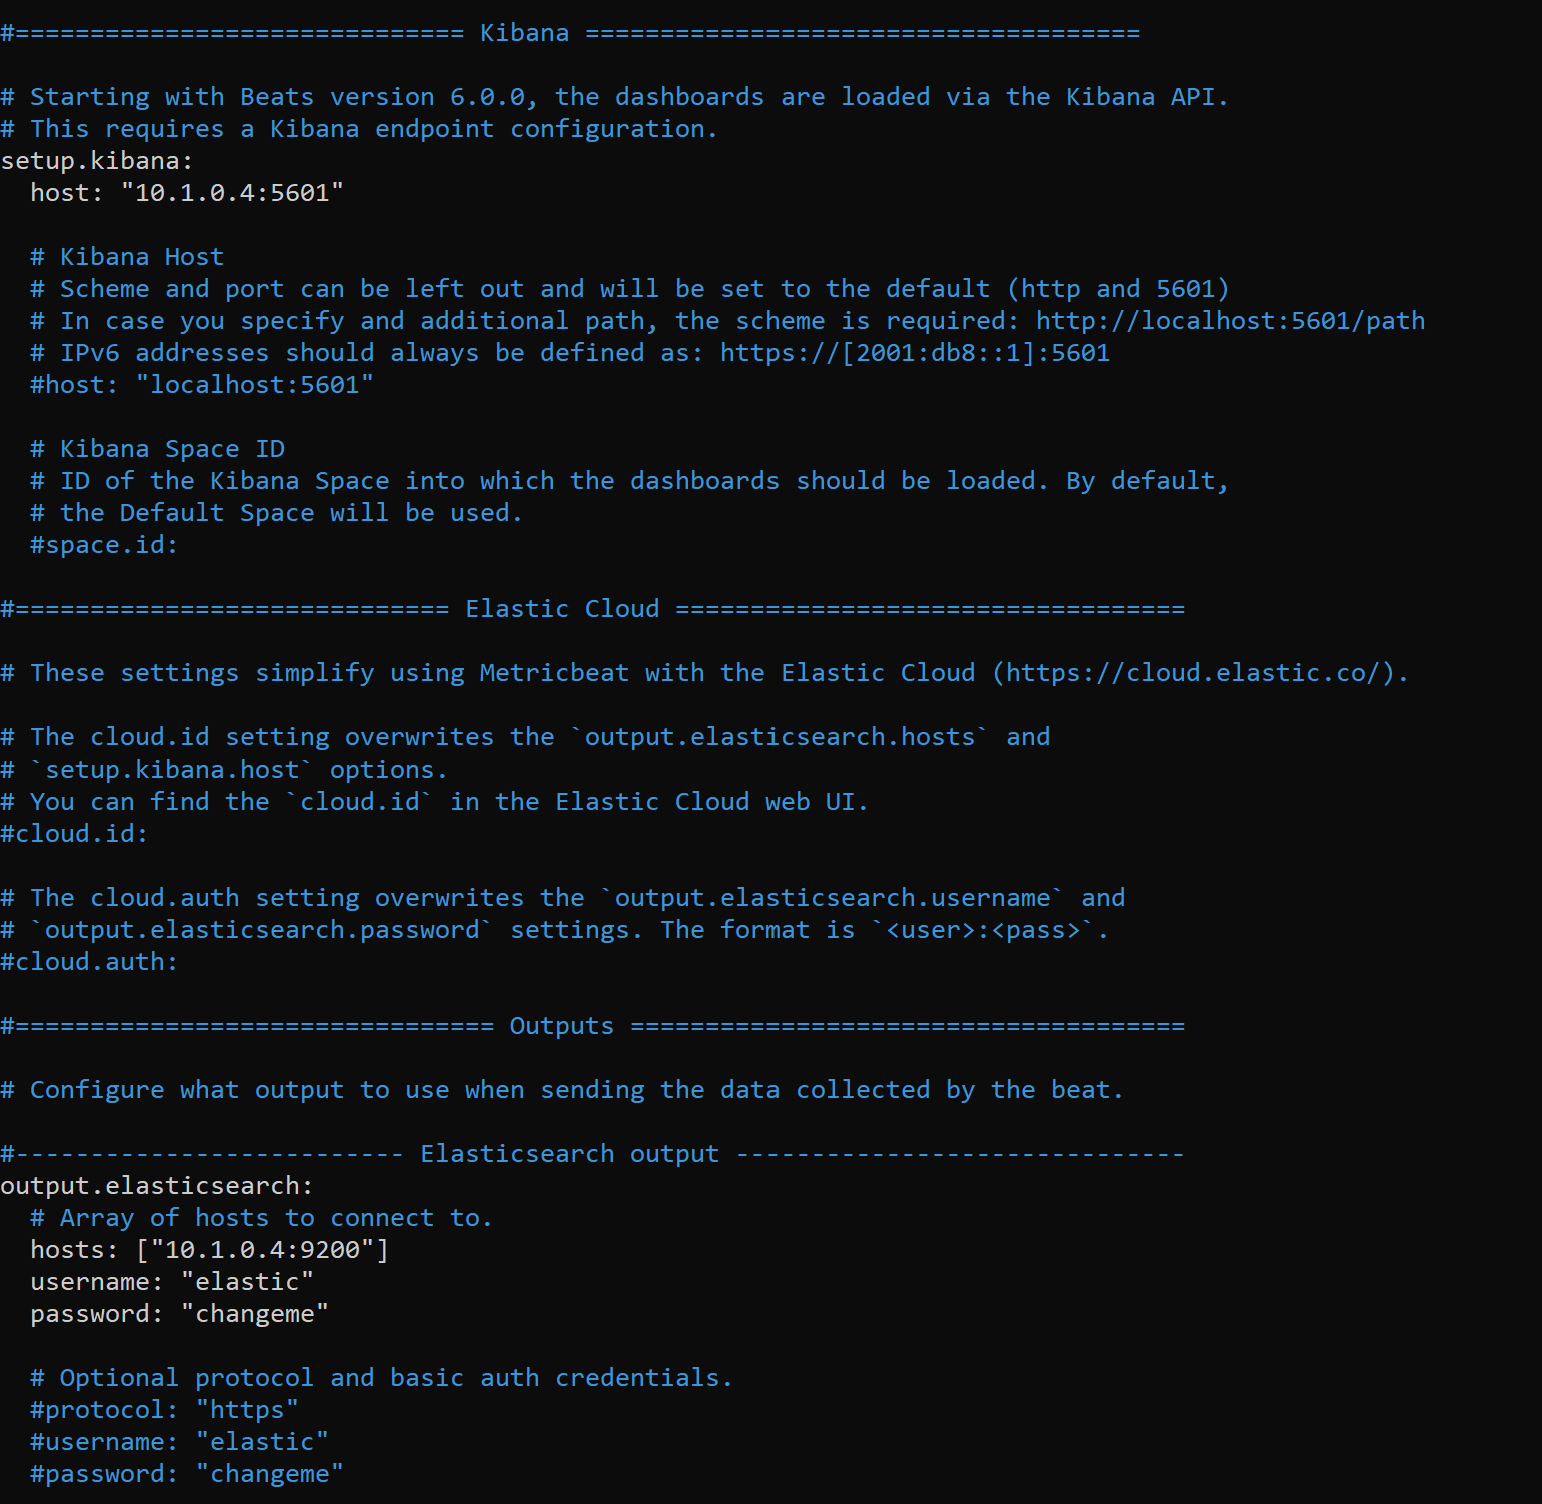 #============================== Kibana =====================================
# Starting with Beats version 6.0.0, the dashboards are loaded via the Kibana API.
# This requires a Kibana endpoint configuration.
setup.kibana:
  host: "10.1.0.4:5601"
  # Kibana Host
  # Scheme and port can be left out and will be set to the default (http and 5601)
  # In case you specify and additional path, the scheme is required: http://localhost:5601/path
  # IPv6 addresses should always be defined as: https://[2001:db8::1]:5601
  #host: "localhost:5601"
  # Kibana Space ID
  # ID of the Kibana Space into which the dashboards should be loaded. By default,
  # the Default Space will be used.
  #space.id:
#============================= Elastic Cloud ==================================
# These settings simplify using Metricbeat with the Elastic Cloud (https://cloud.elastic.co/).
# The cloud.id setting overwrites the `output.elasticsearch.hosts` and
# `setup.kibana.host` options.
# You can find the `cloud.id` in the Elastic Cloud web UI.
#cloud.id:
# The cloud.auth setting overwrites the `output.elasticsearch.username` and
# `output.elasticsearch.password` settings. The format is `<user>:<pass>`.
#cloud.auth:
#================================ Outputs =====================================
# Configure what output to use when sending the data collected by the beat.
#-------------------------- Elasticsearch output ------------------------------
output.elasticsearch:
  # Array of hosts to connect to.
  hosts: ["10.1.0.4:9200"]
  username: "elastic"
  password: "changeme"
  # Optional protocol and basic auth credentials.
  #protocol: "https"
  #username: "elastic"
  #password: "changeme"